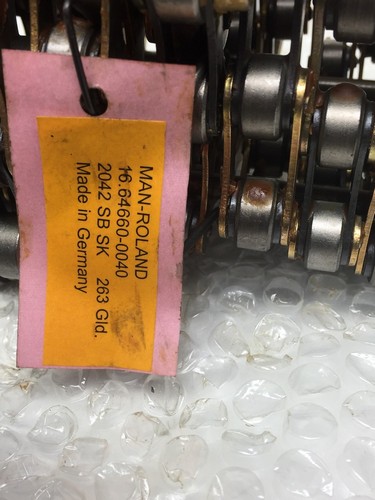 MAN-ROLAND
16.64660-0040
2042 SB SK 263 Gld.
Made in Germany